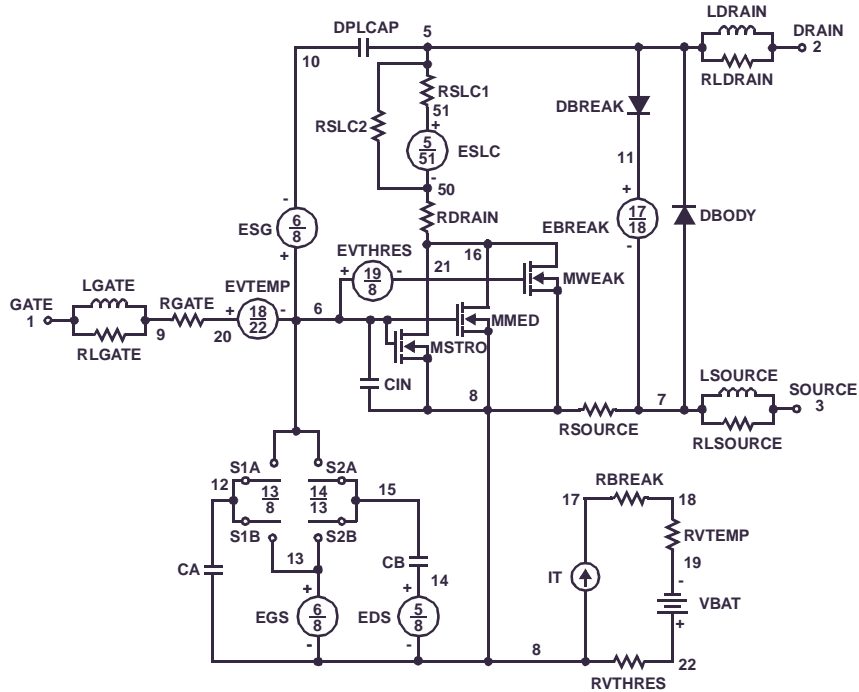 LDRAIN
DPLCAP
5
DRAIN
2
10
RLDRAIN
RSLC1
51
DBREAK
RSLC2
+
5
51
ESLC
11
-
50
-
+
6
8
ESG
RDRAIN
17
18
EBREAK
DBODY
EVTHRES
16
+
+
19
8
-
21
MWEAK
-
LGATE
EVTEMP
GATE
1
RGATE
+
18
22
-
6
MMED
9
20
MSTRO
RLGATE
CIN
LSOURCE
8
7
SOURCE
3
RSOURCE
RLSOURCE
S1A
S2A
12
13
8
14
13
15
RBREAK
17
18
S1B
S2B
RVTEMP
13
CB
CA
14
IT
19
-
+
+
VBAT
EGS
6
8
EDS
5
8
+
-
-
8
22
RVTHRES